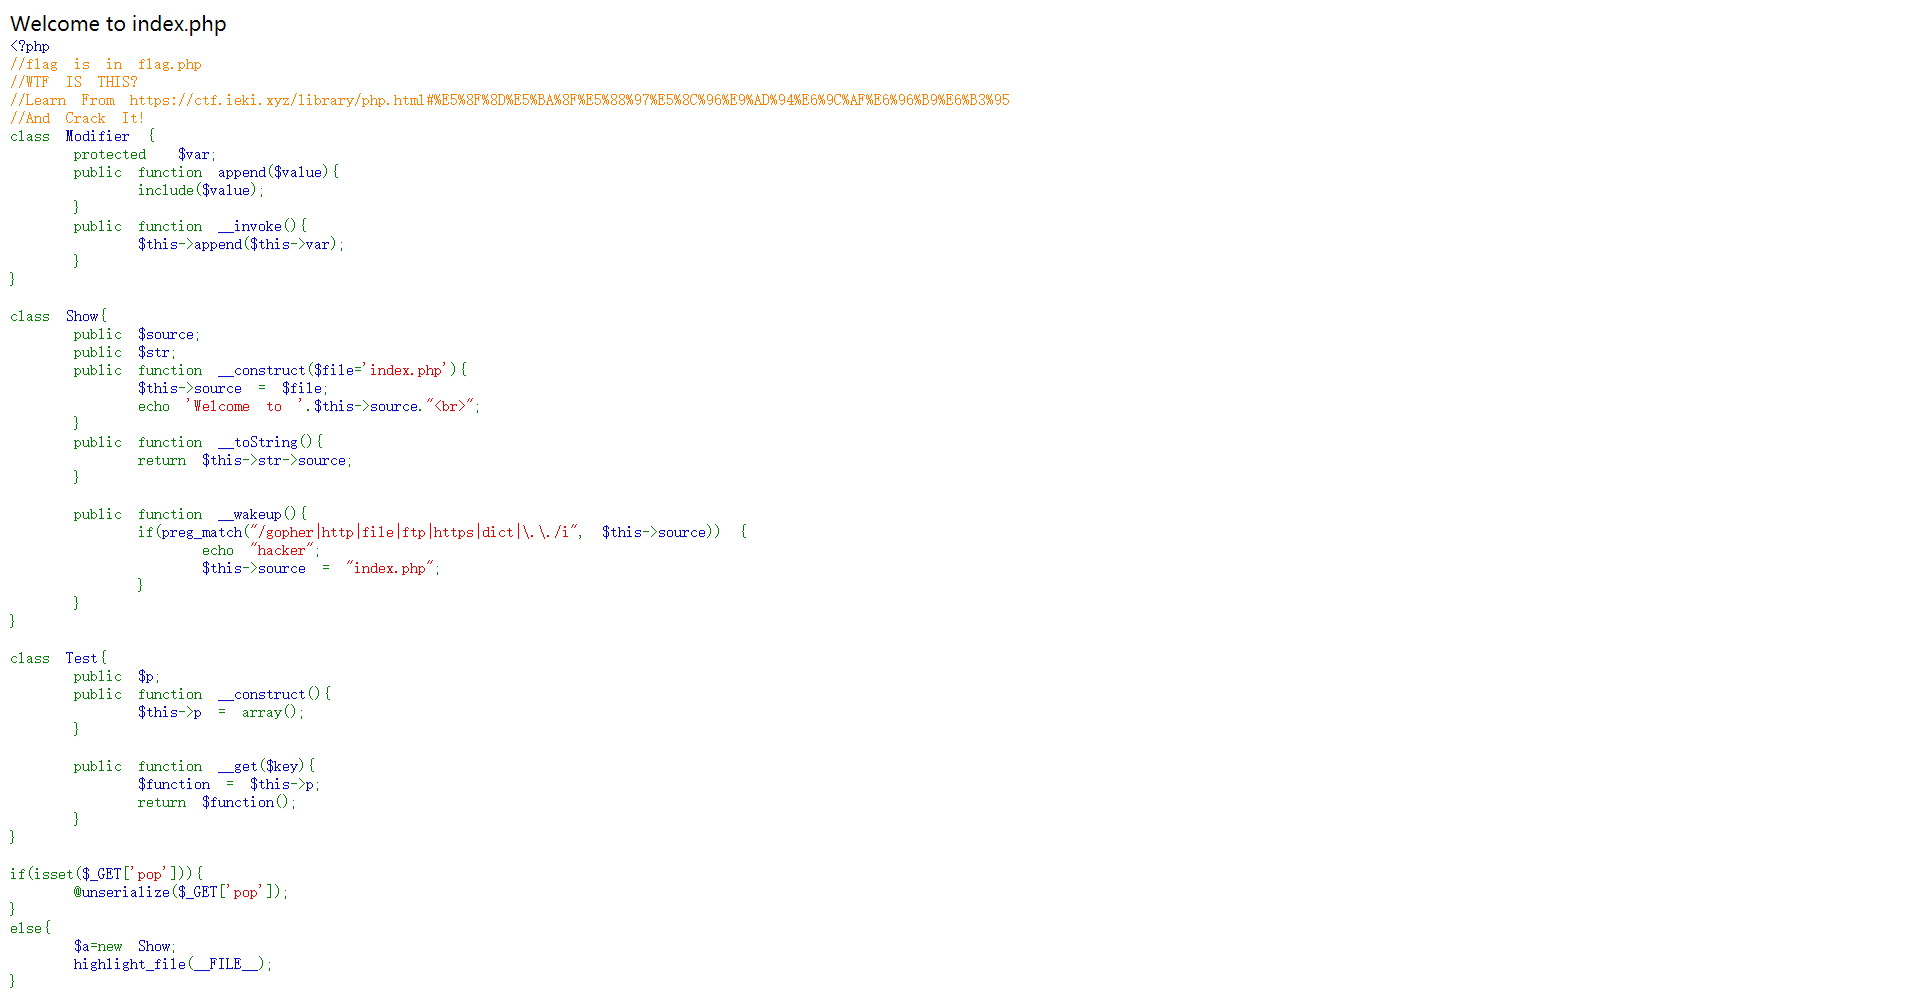 Welcome to index.php
<?php
//flag is in flag.php
//WTF IS THIS?
//Learn From https://ctf.ieki.xyz/library/php.html#%E5%8F%8D%E5%BA%8F%E5%88%97%E5%8C%96%E9%AD%94%E6%9C%AF%E6%96%B9%E6%B3%95
//And Crack It!
class Modifier {
protected $var;
public function append($value){
include($value);
}
public function __invoke(){
$this->append($this->var);
}
}
class Show{
public $source;
public $str;
public function __construct($file='index.php'){
$this->source = $file;
echo 'Welcome to '.$this->source."<br>";
}
public function __toString(){
return $this->str->source;
}
public function __wakeup(){
if(preg_match("/gopher|http|file|ftp|https|dict|\.\./i", $this->source)) {
echo "hacker";
$this->source = "index.php";
}
}
}
class Test{
public $p;
public function __construct(){
$this->p = array();
}
public function __get($key){
$function = $this->p;
return $function();
}
}
if(isset($_GET['pop'])){
@unserialize($_GET['pop']);
}
else{
$a=new Show;
highlight_file(__FILE__);
}